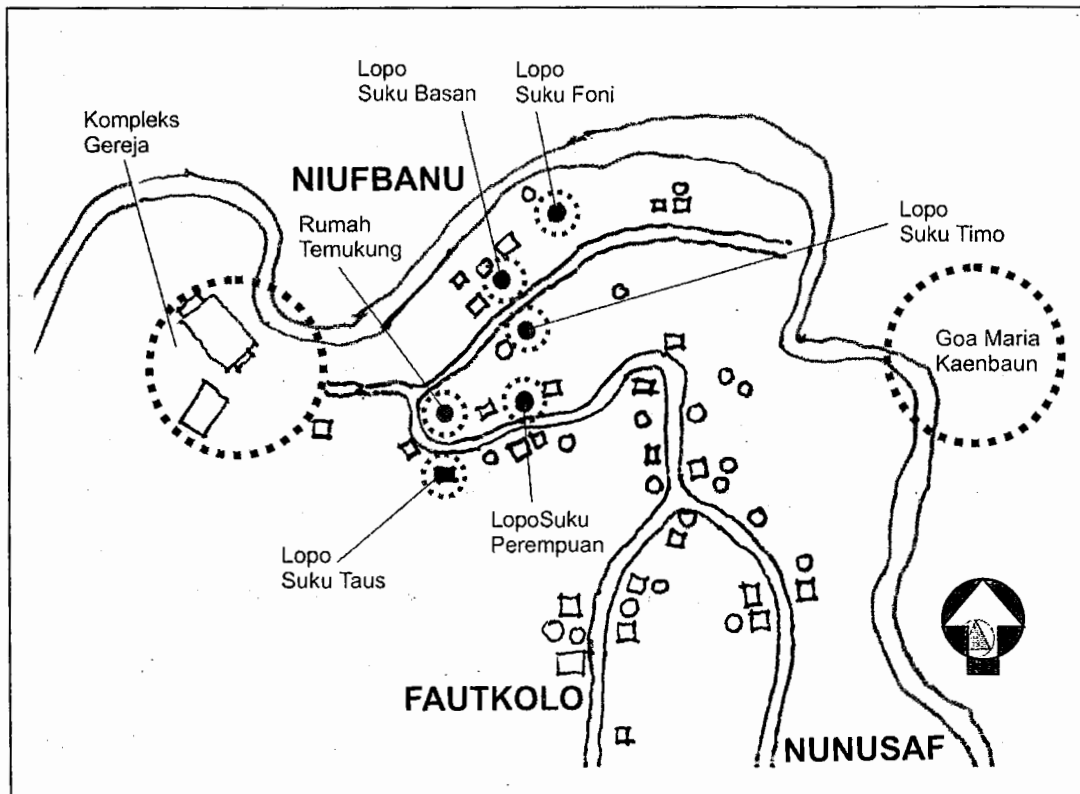 Lopo
Suku Basan
Lopo
Suku Foni
Kompleks
Gereja
NIUFBANU
Rumah
Temukung
Lopo
Suku Timo
Goa Maria
Kaenbaun
LopoSuku
Perempuan
Lopo
Suku Taus
FAUTKOLO
NUNUSAF